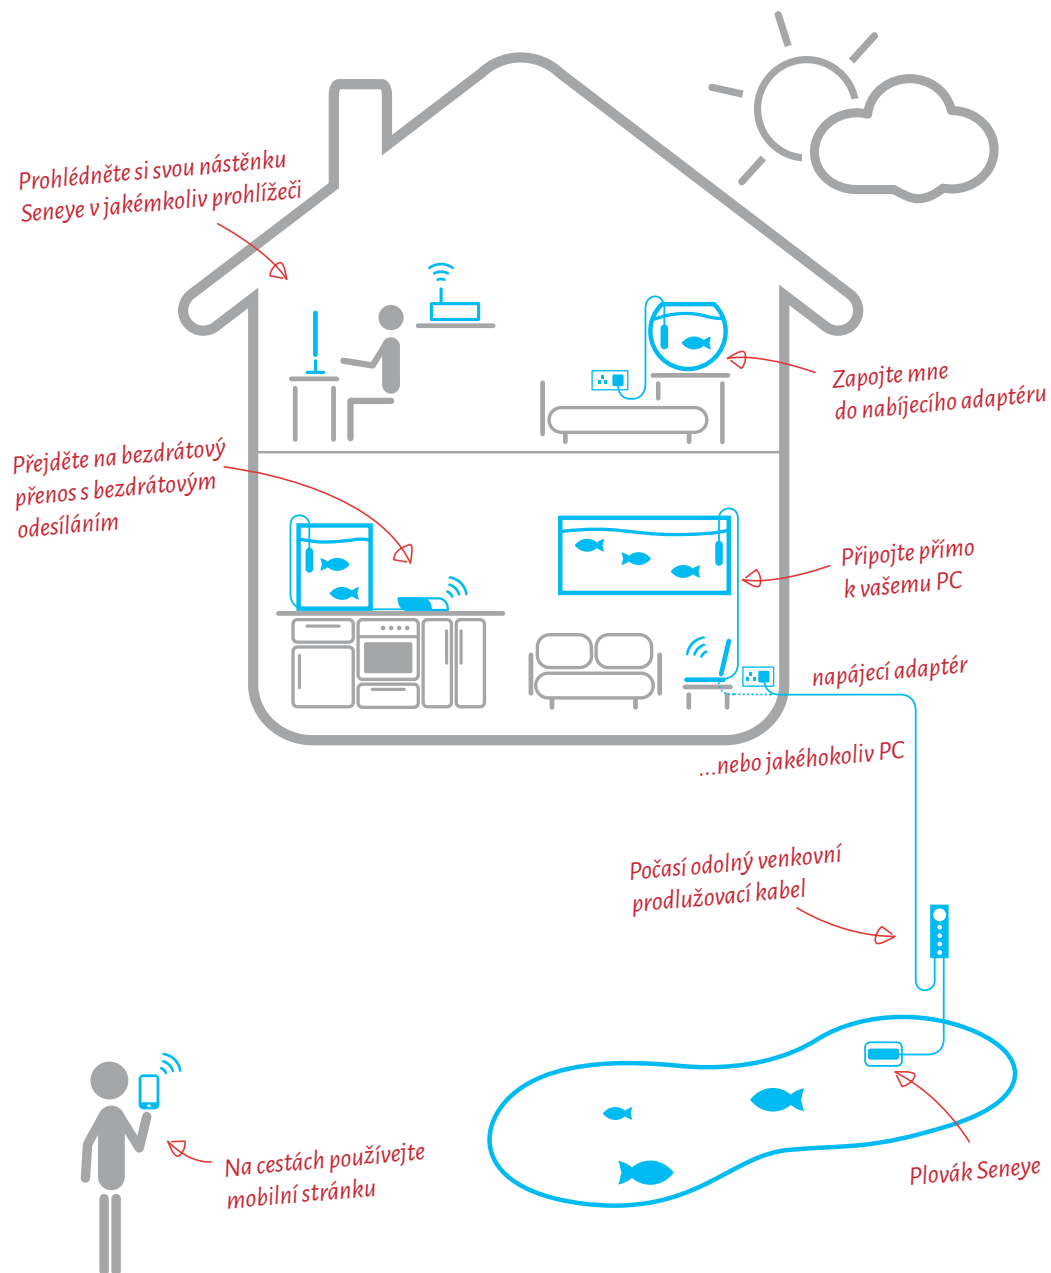 Prohlédněte si svou nástěnku
Seneye v jakémkoliv prohlížeči
Zapojte mne
do nabíjecího adaptéru
Přejděte na bezdrátový
přenos s bezdrátovým
odesíláním
Připojte přímo
k vašemu PC
napájecí adaptér
...nebo jakéhokoliv PC
Počasí odolný venkovní
prodlužovací kabel
Na cestách používejte
mobilní stránku
Plovák Seneye